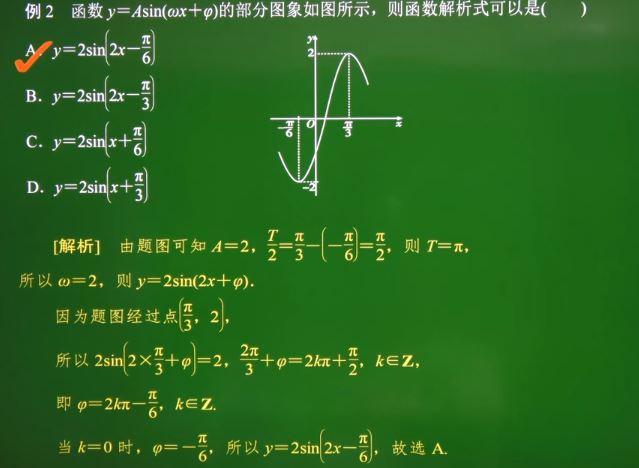 例2 函数y=Asin(ωx+φ)的部分图象如图所示，则函数解析式可以是( )
A. y=2sin(2x−π/6)
B. y=2sin(2x−π/3)
C. y=2sin(x+π/6)
D. y=2sin(x+π/3)
y
2
−π/6 O π/3 x
−2
[解析] 由题图可知A=2，T/2=π/3−(−π/6)=π/2，则T=π，
所以ω=2，则y=2sin(2x+φ).
因为题图经过点(π/3，2)，
所以2sin(2×π/3+φ)=2，2π/3+φ=2kπ+π/2，k∈Z，
即φ=2kπ−π/6，k∈Z.
当k=0时，φ=−π/6，所以y=2sin(2x−π/6)，故选A.